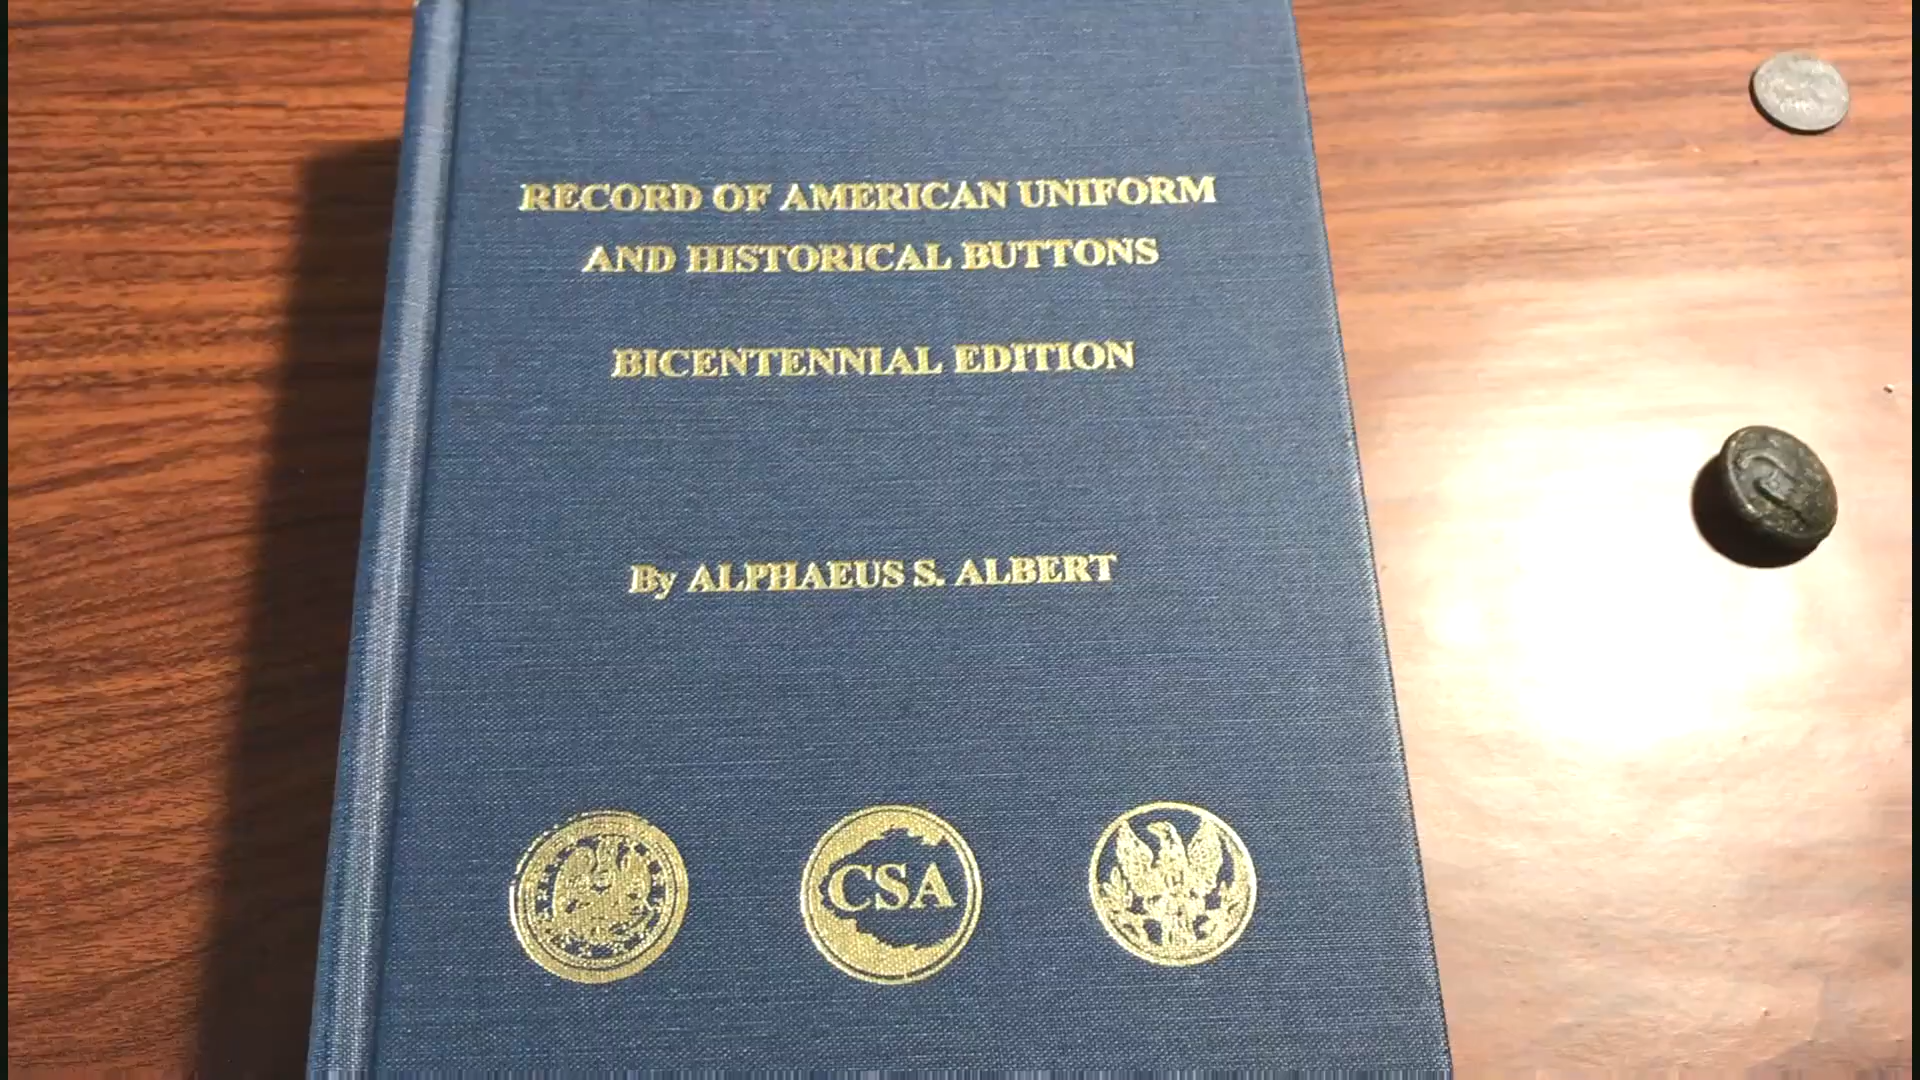 RECORD OF AMERICAN UNIFORM
AND HISTORICAL BUTTONS
BICENTENNIAL EDITION
By ALPHAEUS S. ALBERT
CSA